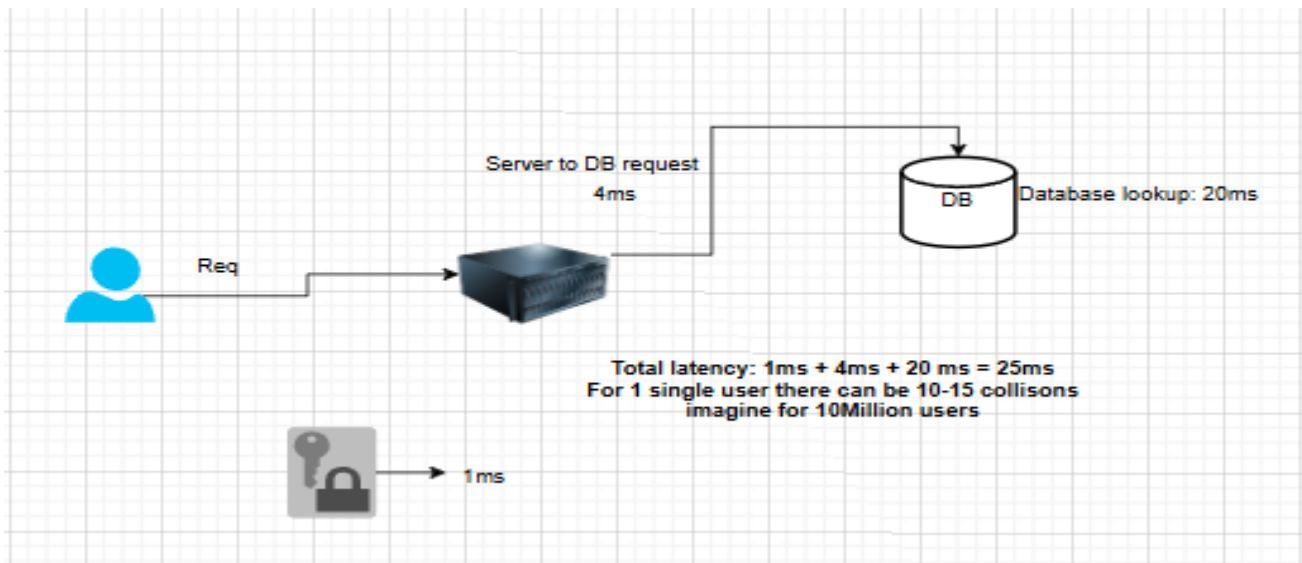 Server to DB request
4ms
DB
Database lookup: 20ms
Req
Total latency: 1ms + 4ms + 20 ms = 25ms
For 1 single user there can be 10-15 collisons
imagine for 10Million users
1ms